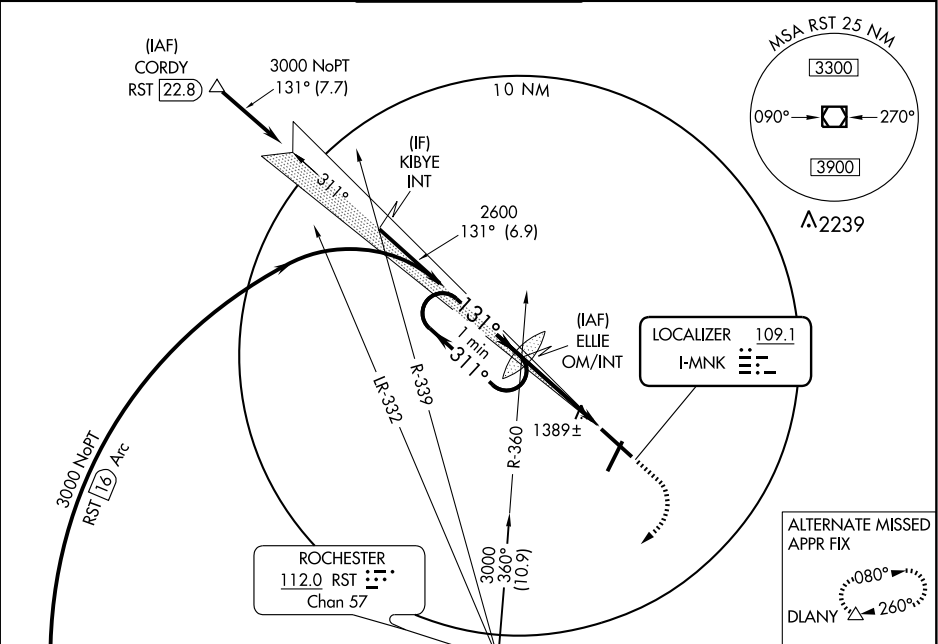 MSA RST 25 NM
3300
090°
270°
3900
2239
(IAF)
CORDY
RST 22.8
3000 NoPT
131° (7.7)
10 NM
311°
(IF)
KIBYE
INT
2600
131° (6.9)
131°
1 min
311°
(IAF)
ELLIE
OM/INT
LOCALIZER 109.1
I-MNK
LR-332
R-339
R-360
1389±
3000 NoPT
RST 16 Arc
3000
360°
(10.9)
ROCHESTER
112.0 RST
Chan 57
ALTERNATE MISSED
APPR FIX
080°
260°
DLANY